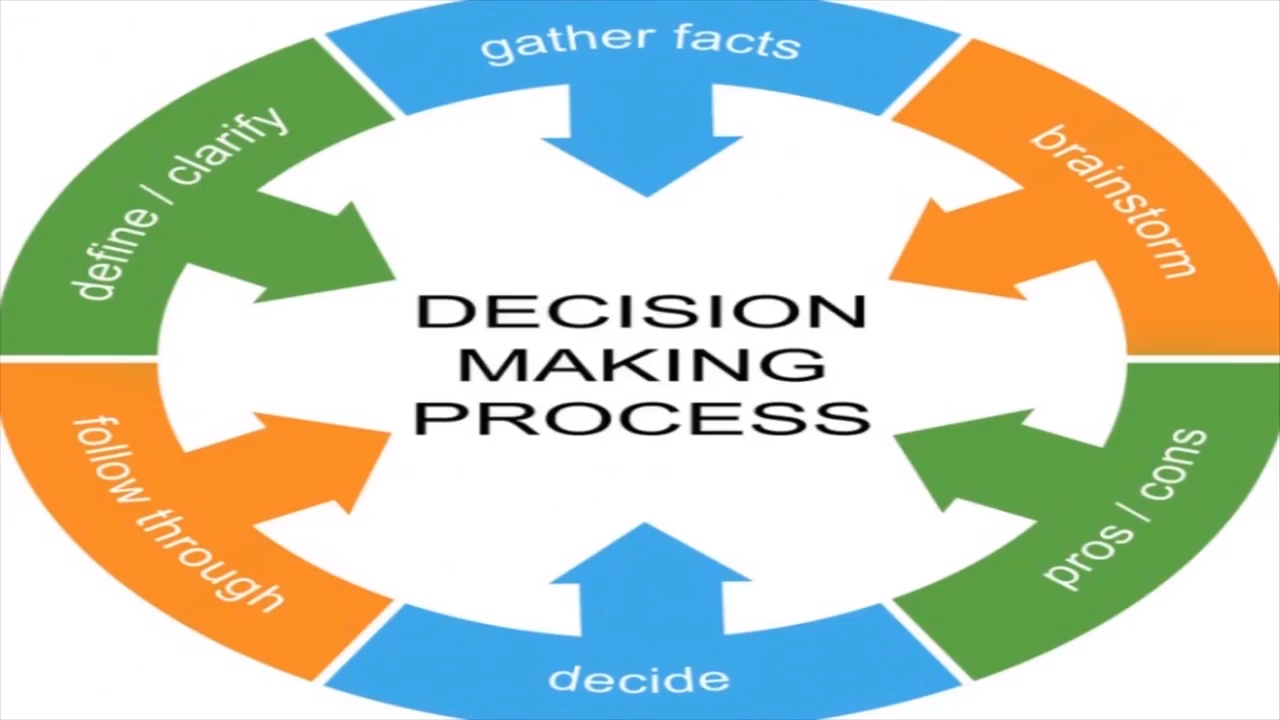 gather facts
define / clarify
brainstorm
DECISION
MAKING
PROCESS
follow through
pros / cons
decide